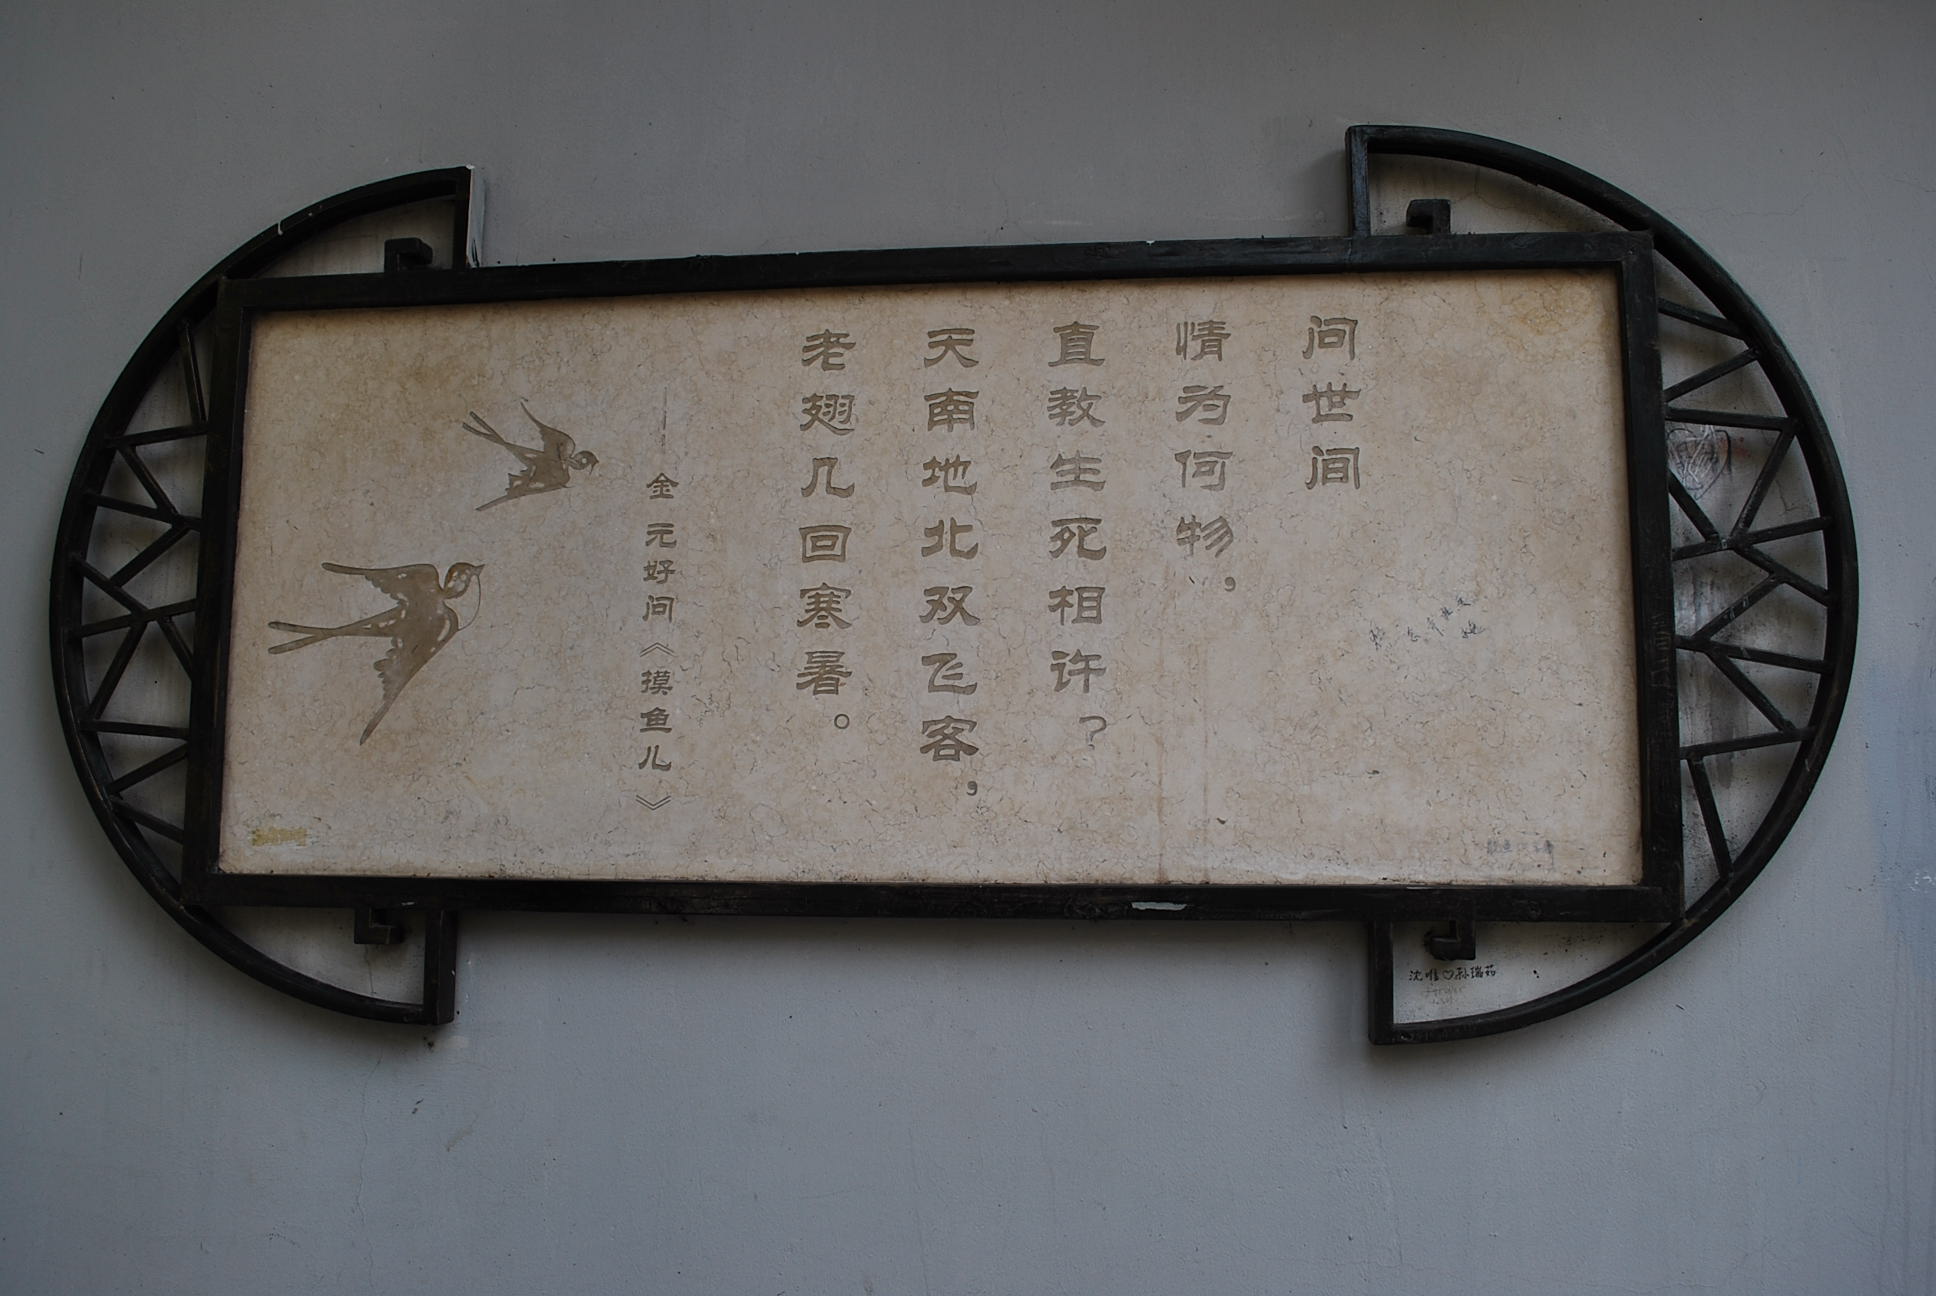 问世间
情为何物，
直教生死相许？
天南地北双飞客，
老翅几回寒暑。
——金 元好问《摸鱼儿》